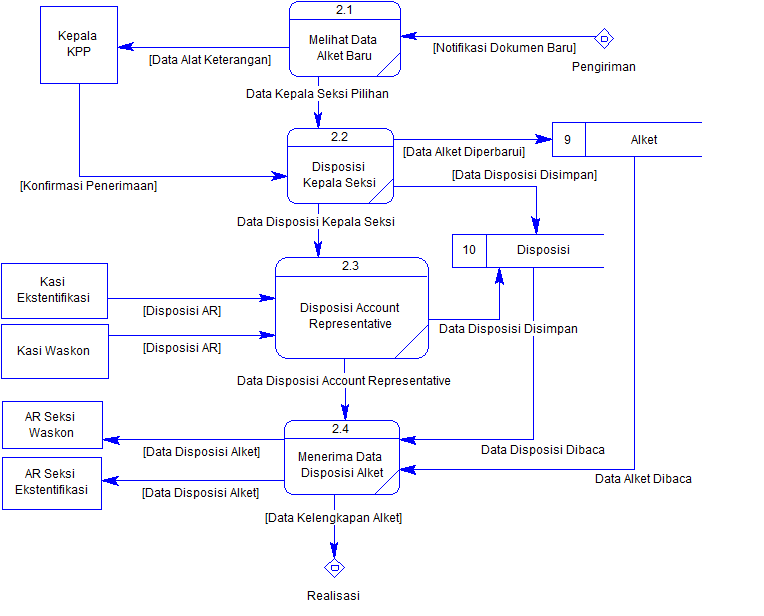 2.1
Kepala
KPP
Melihat Data
Alket Baru
[Notifikasi Dokumen Baru]
[Data Alat Keterangan]
Pengiriman
Data Kepala Seksi Pilihan
2.2
9
Alket
[Data Alket Diperbarui]
Disposisi
Kepala Seksi
[Data Disposisi Disimpan]
[Konfirmasi Penerimaan]
Data Disposisi Kepala Seksi
10
Disposisi
2.3
Kasi
Ekstentifikasi
[Disposisi AR]
Disposisi Account
Representative
Data Disposisi Disimpan
Kasi Waskon
[Disposisi AR]
Data Disposisi Account Representative
AR Seksi
Waskon
2.4
[Data Disposisi Alket]
Menerima Data
Disposisi Alket
Data Disposisi Dibaca
AR Seksi
Ekstentifikasi
[Data Disposisi Alket]
Data Alket Dibaca
[Data Kelengkapan Alket]
Realisasi